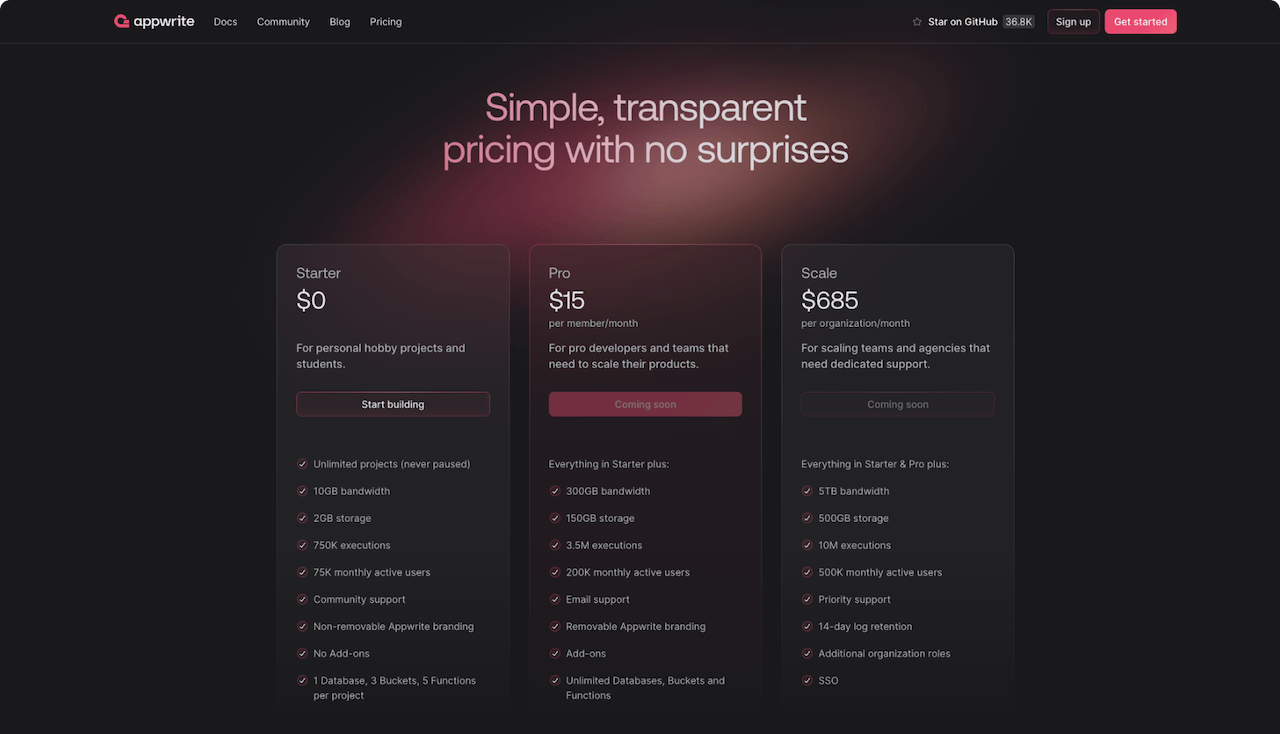 appwrite Docs Community Blog Pricing Star on GitHub 36.8K Sign up Get started
Simple, transparent
pricing with no surprises
Starter
$0
For personal hobby projects and
students.
Start building
Unlimited projects (never paused)
10GB bandwidth
2GB storage
750K executions
75K monthly active users
Community support
Non-removable Appwrite branding
No Add-ons
1 Database, 3 Buckets, 5 Functions
per project
Pro
$15
per member/month
For pro developers and teams that
need to scale their products.
Coming soon
Everything in Starter plus:
300GB bandwidth
150GB storage
3.5M executions
200K monthly active users
Email support
Removable Appwrite branding
Add-ons
Unlimited Databases, Buckets and
Functions
Scale
$685
per organization/month
For scaling teams and agencies that
need dedicated support.
Coming soon
Everything in Starter & Pro plus:
5TB bandwidth
500GB storage
10M executions
500K monthly active users
Priority support
14-day log retention
Additional organization roles
SSO